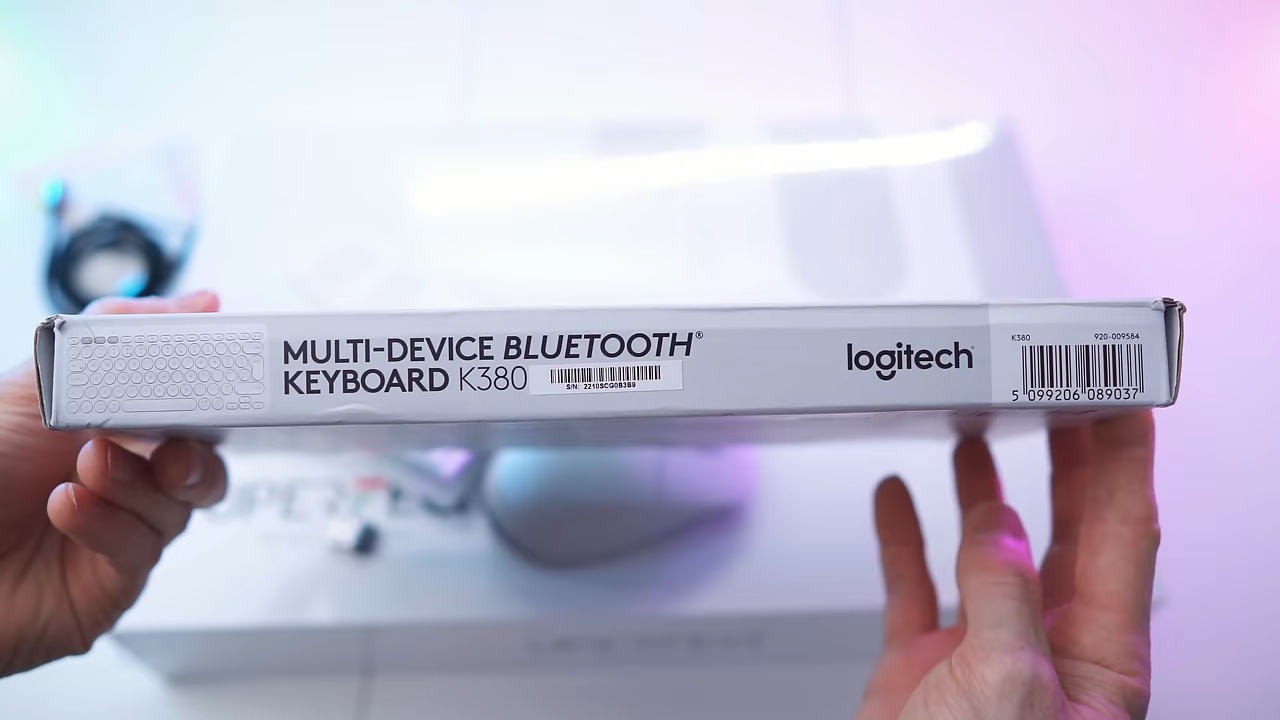 MULTI-DEVICE BLUETOOTH®
KEYBOARD K380
S/N: 2210SCG0B3B9
logitech
K380 920-009584
5 099206 089037